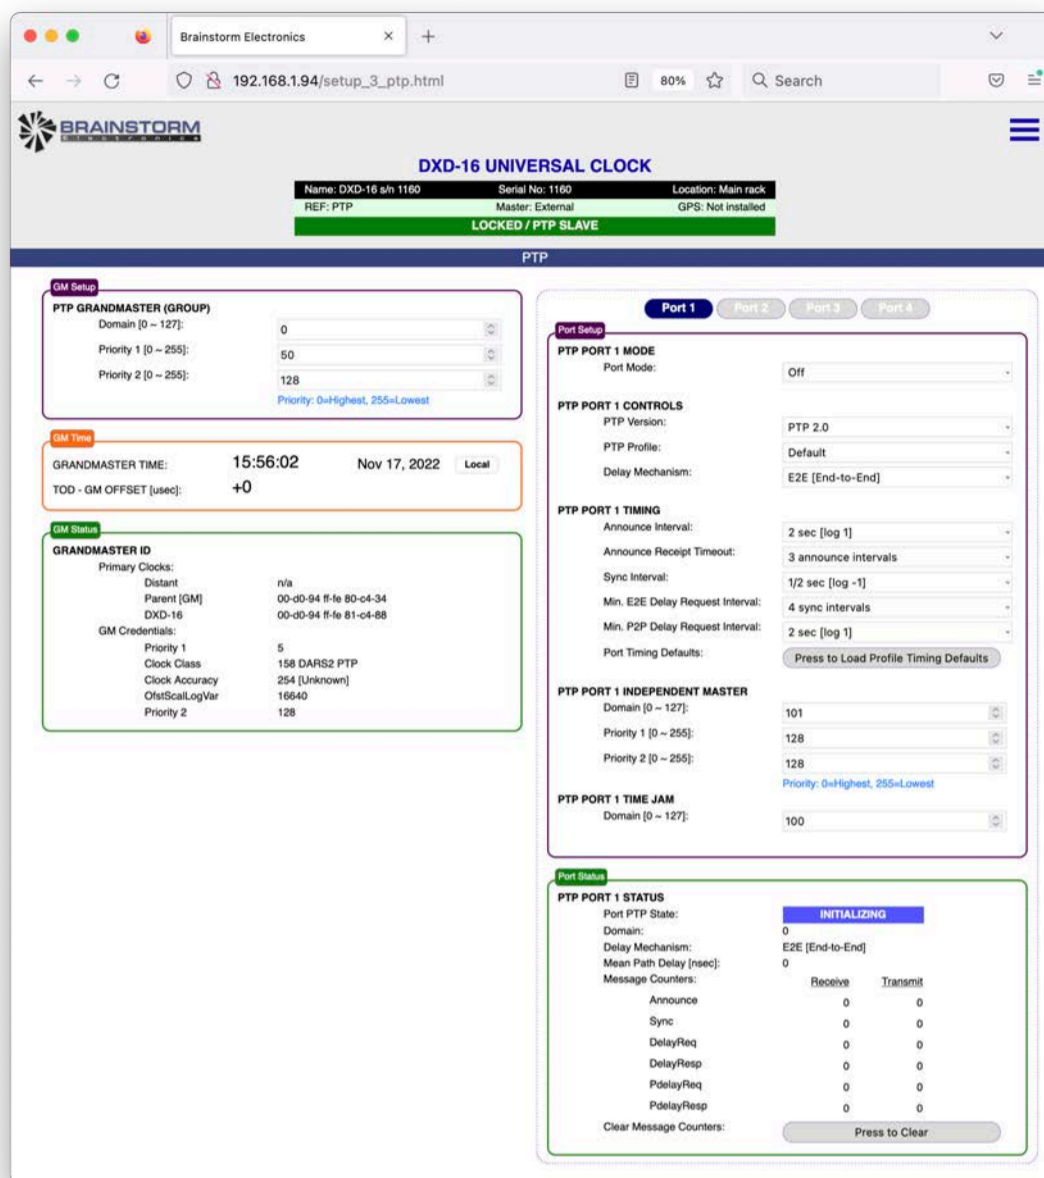 Brainstorm Electronics
192.168.1.94/setup_3_ptp.html
80%
Search
BRAINSTORM
Electronics
DXD-16 UNIVERSAL CLOCK
Name: DXD-16 s/n 1160 Serial No: 1160 Location: Main rack
REF: PTP Master: External GPS: Not installed
LOCKED / PTP SLAVE
PTP
GM Setup
PTP GRANDMASTER (GROUP)
Domain [0 ~ 127]: 0
Priority 1 [0 ~ 255]: 50
Priority 2 [0 ~ 255]: 128
Priority: 0=Highest, 255=Lowest
GM Time
GRANDMASTER TIME: 15:56:02 Nov 17, 2022 Local
TOD - GM OFFSET [usec]: +0
GM Status
GRANDMASTER ID
Primary Clocks:
Distant n/a
Parent [GM] 00-d0-94 ff-fe 80-c4-34
DXD-16 00-d0-94 ff-fe 81-c4-88
GM Credentials:
Priority 1 5
Clock Class 158 DARS2 PTP
Clock Accuracy 254 [Unknown]
OfstScalLogVar 16640
Priority 2 128
Port 1 Port 2 Port 3 Port 4
Port Setup
PTP PORT 1 MODE
Port Mode: Off
PTP PORT 1 CONTROLS
PTP Version: PTP 2.0
PTP Profile: Default
Delay Mechanism: E2E [End-to-End]
PTP PORT 1 TIMING
Announce Interval: 2 sec [log 1]
Announce Receipt Timeout: 3 announce intervals
Sync Interval: 1/2 sec [log -1]
Min. E2E Delay Request Interval: 4 sync intervals
Min. P2P Delay Request Interval: 2 sec [log 1]
Port Timing Defaults: Press to Load Profile Timing Defaults
PTP PORT 1 INDEPENDENT MASTER
Domain [0 ~ 127]: 101
Priority 1 [0 ~ 255]: 128
Priority 2 [0 ~ 255]: 128
Priority: 0=Highest, 255=Lowest
PTP PORT 1 TIME JAM
Domain [0 ~ 127]: 100
Port Status
PTP PORT 1 STATUS
Port PTP State: INITIALIZING
Domain: 0
Delay Mechanism: E2E [End-to-End]
Mean Path Delay [nsec]: 0
Message Counters: Receive Transmit
Announce 0 0
Sync 0 0
DelayReq 0 0
DelayResp 0 0
PdelayReq 0 0
PdelayResp 0 0
Clear Message Counters: Press to Clear